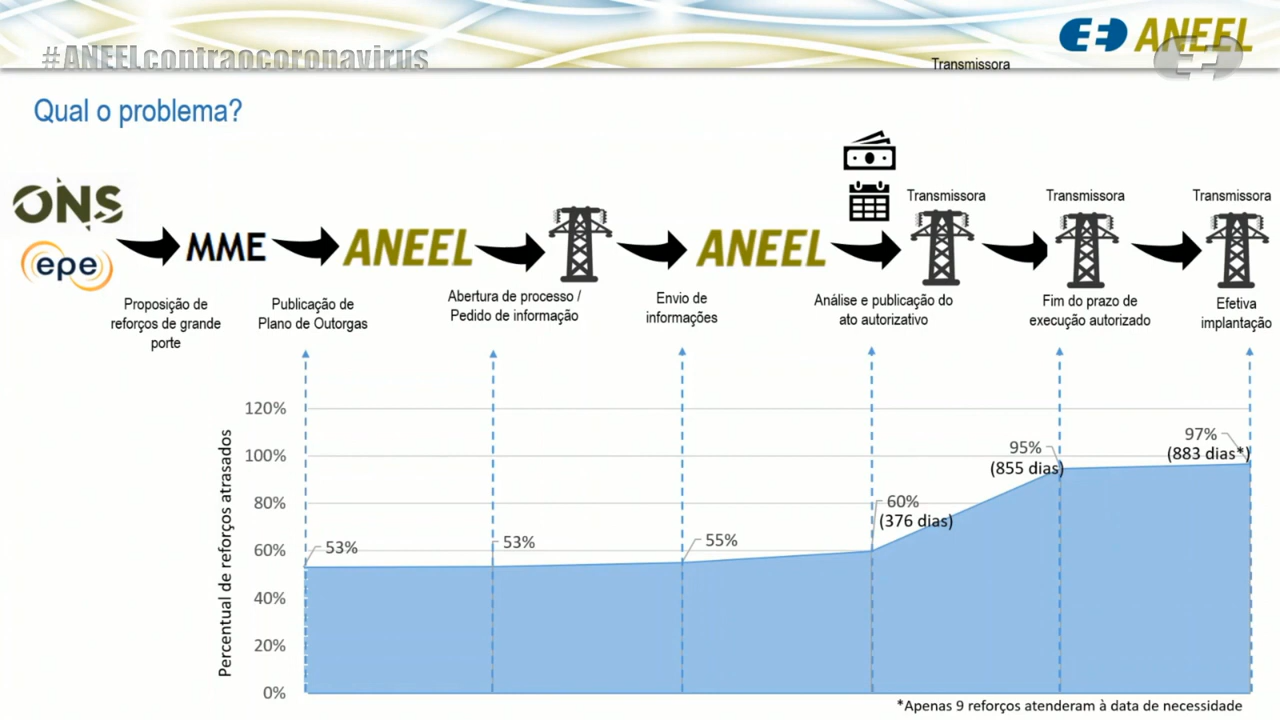 #ANEELcontraocoronavirus
ANEEL
Transmissora
Qual o problema?
ONS
epe
MME
ANEEL
ANEEL
Transmissora
Transmissora
Transmissora
Proposição de
reforços de grande
porte
Publicação de
Plano de Outorgas
Abertura de processo /
Pedido de informação
Envio de
informações
Análise e publicação do
ato autorizativo
Fim do prazo de
execução autorizado
Efetiva
implantação
Percentual de reforços atrasados
120%
100%
80%
60%
40%
20%
0%
53%
53%
55%
60%
(376 dias)
95%
(855 dias)
97%
(883 dias*)
*Apenas 9 reforços atenderam à data de necessidade